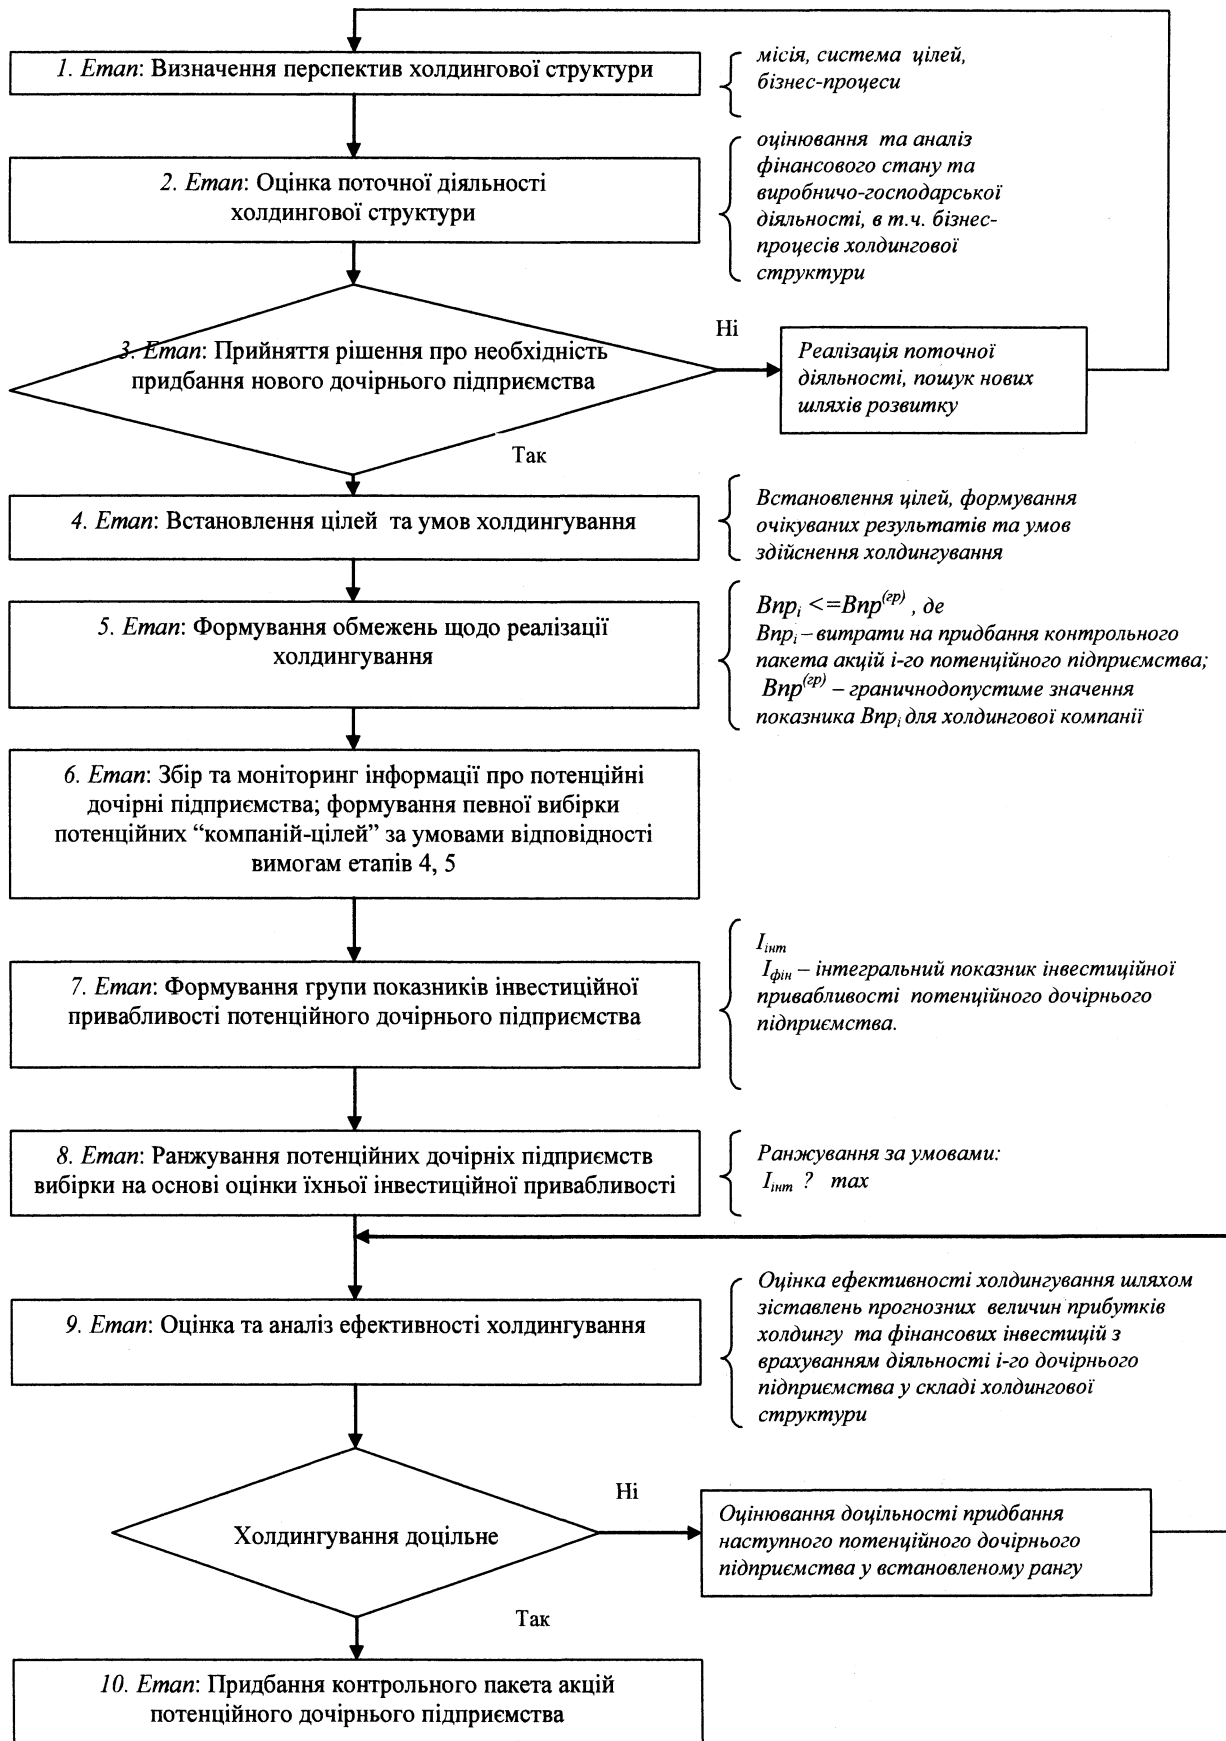 1. Етап: Визначення перспектив холдингової структури
місія, система цілей,
бізнес-процеси
2. Етап: Оцінка поточної діяльності
холдингової структури
оцінювання та аналіз
фінансового стану та
виробничо-господарської
діяльності, в т.ч. бізнес-
процесів холдингової
структури
3. Етап: Прийняття рішення про необхідність
придбання нового дочірнього підприємства
Ні
Реалізація поточної
діяльності, пошук нових
шляхів розвитку
Так
4. Етап: Встановлення цілей та умов холдингування
Встановлення цілей, формування
очікуваних результатів та умов
здійснення холдингування
5. Етап: Формування обмежень щодо реалізації
холдингування
Впрі <=Впр(гр) , де
Впрі – витрати на придбання контрольного
пакета акцій і-го потенційного підприємства;
Впр(гр) – граничнодопустиме значення
показника Впрі для холдингової компанії
6. Етап: Збір та моніторинг інформації про потенційні
дочірні підприємства; формування певної вибірки
потенційних “компаній-цілей” за умовами відповідності
вимогам етапів 4, 5
7. Етап: Формування групи показників інвестиційної
привабливості потенційного дочірнього підприємства
Іінт
Іфін – інтегральний показник інвестиційної
привабливості потенційного дочірнього
підприємства.
8. Етап: Ранжування потенційних дочірніх підприємств
вибірки на основі оцінки їхньої інвестиційної привабливості
Ранжування за умовами:
Іінт ? max
9. Етап: Оцінка та аналіз ефективності холдингування
Оцінка ефективності холдингування шляхом
зіставлень прогнозних величин прибутків
холдингу та фінансових інвестицій з
врахуванням діяльності і-го дочірнього
підприємства у складі холдингової
структури
Холдингування доцільне
Ні
Оцінювання доцільності придбання
наступного потенційного дочірнього
підприємства у встановленому рангу
Так
10. Етап: Придбання контрольного пакета акцій
потенційного дочірнього підприємства